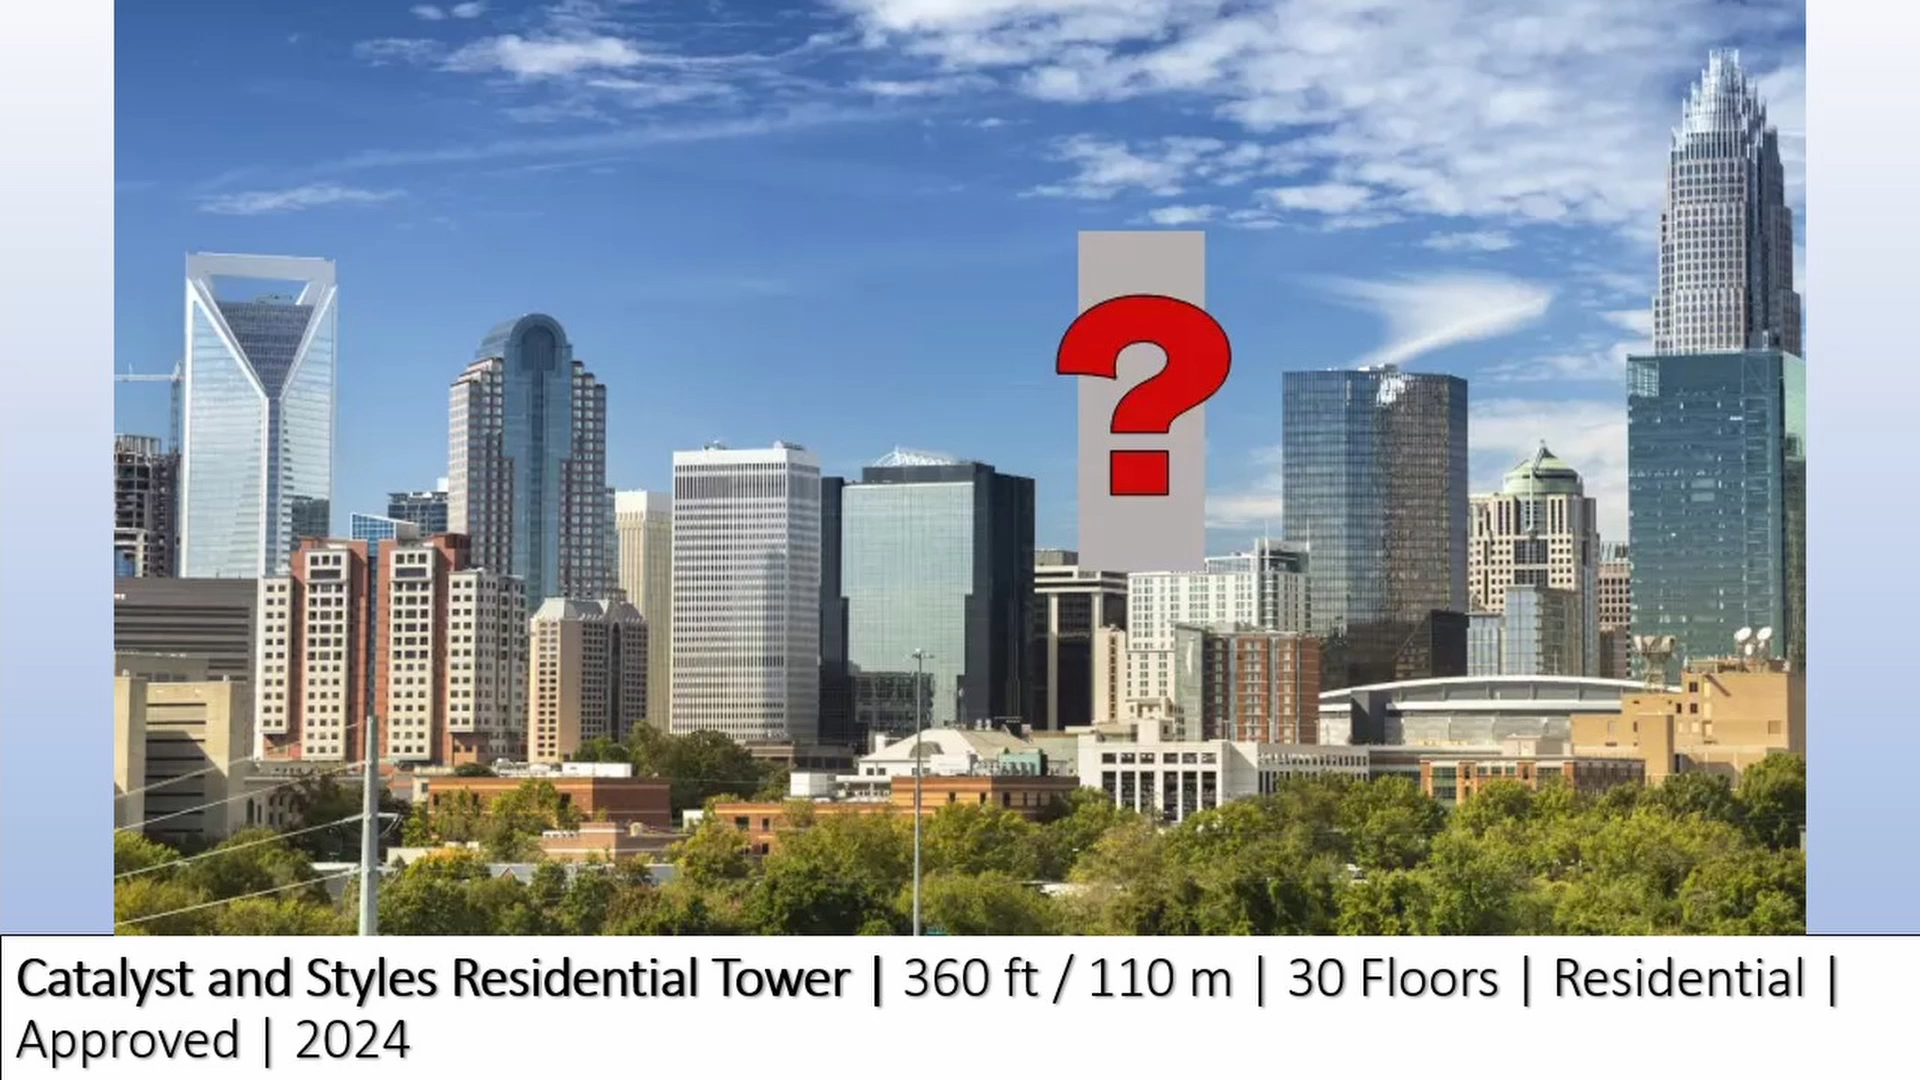 ?
Catalyst and Styles Residential Tower | 360 ft / 110 m | 30 Floors | Residential |
Approved | 2024